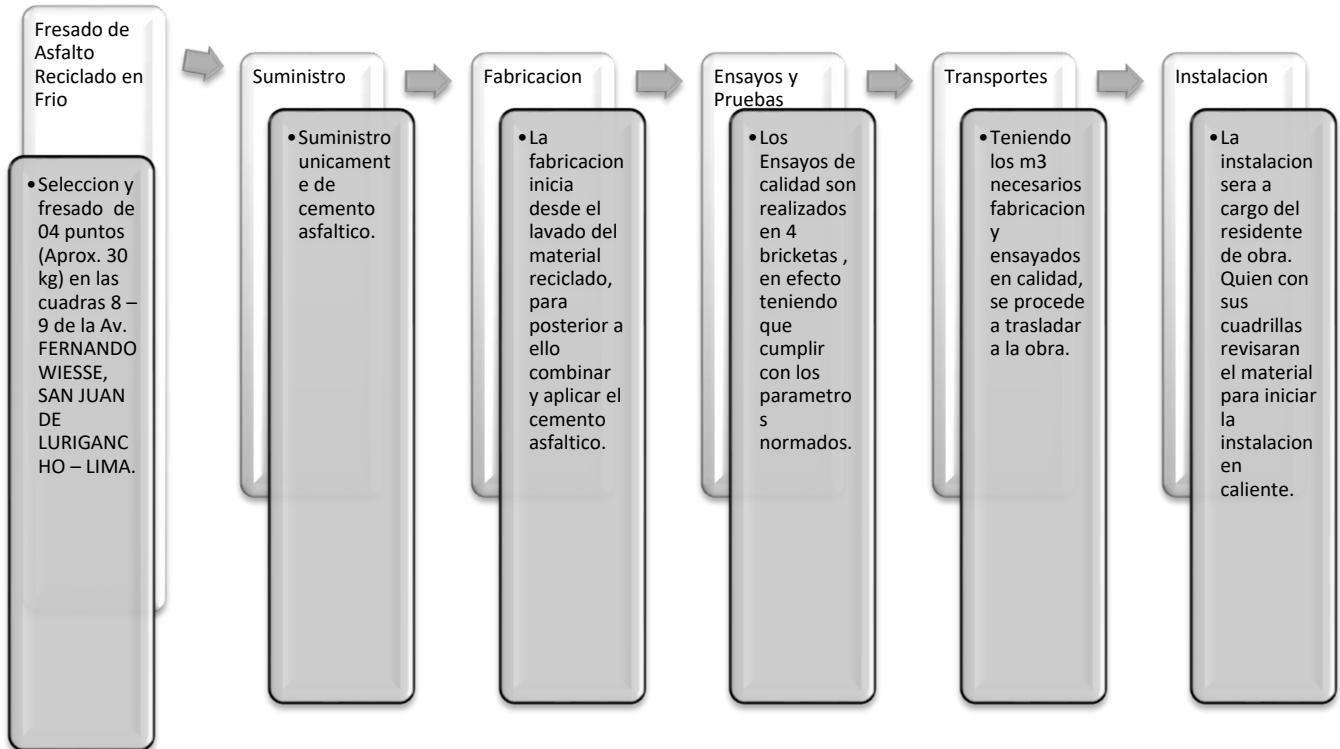 Fresado de
Asfalto
Reciclado en
Frio
•Seleccion y
fresado de
04 puntos
(Aprox. 30
kg) en las
cuadras 8 –
9 de la Av.
FERNANDO
WIESSE,
SAN JUAN
DE
LURIGANC
HO – LIMA.
Suministro
•Suministro
unicament
e de
cemento
asfaltico.
Fabricacion
•La
fabricacion
inicia
desde el
lavado del
material
reciclado,
para
posterior a
ello
combinar
y aplicar el
cemento
asfaltico.
Ensayos y
Pruebas
•Los
Ensayos de
calidad son
realizados
en 4
bricketas ,
en efecto
teniendo
que
cumplir
con los
parametro
s
normados.
Transportes
•Teniendo
los m3
necesarios
fabricacion
y
ensayados
en calidad,
se procede
a trasladar
a la obra.
Instalacion
•La
instalacion
sera a
cargo del
residente
de obra.
Quien con
sus
cuadrillas
revisaran
el material
para iniciar
la
instalacion
en
caliente.